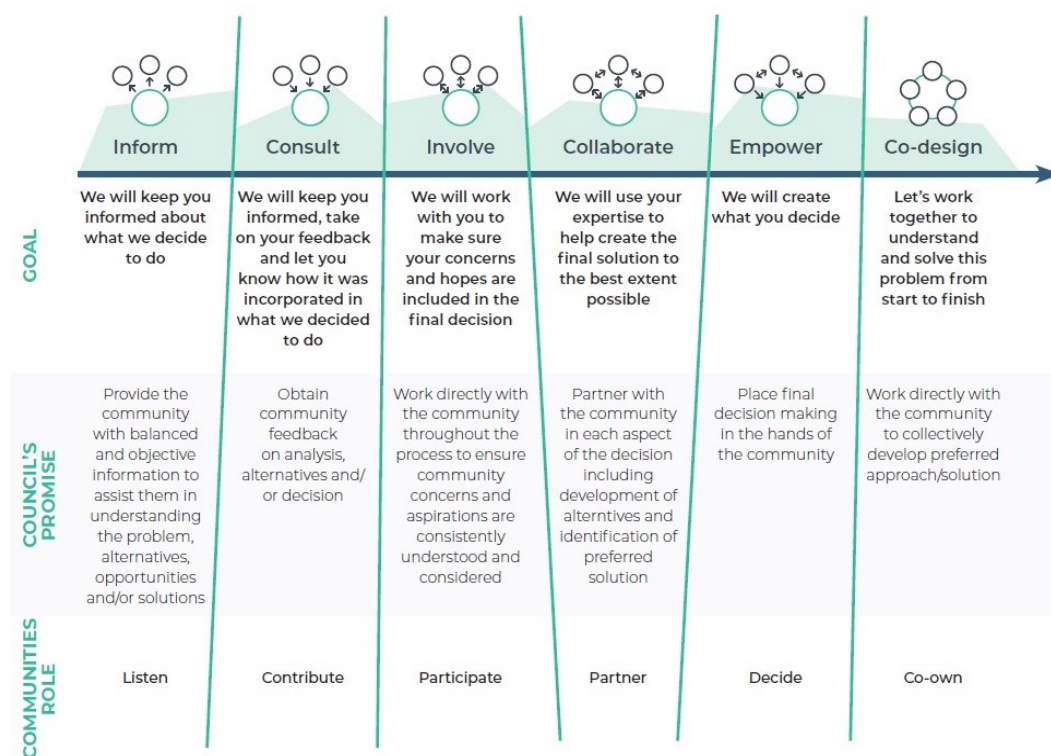 Inform
Consult
Involve
Collaborate
Empower
Co-design
GOAL
We will keep you
informed about
what we decide
to do
We will keep you
informed, take
on your feedback
and let you
know how it was
incorporated in
what we decided
to do
We will work
with you to
make sure
your concerns
and hopes are
included in the
final decision
We will use your
expertise to
help create the
final solution to
the best extent
possible
We will create
what you decide
Let's work
together to
understand
and solve this
problem from
start to finish
COUNCIL'S
PROMISE
Provide the
community
with balanced
and objective
information to
assist them in
understanding
the problem,
alternatives,
opportunities
and/or solutions
Obtain
community
feedback
on analysis,
alternatives and/
or decision
Work directly with
the community
throughout the
process to ensure
community
concerns and
aspirations are
consistently
understood and
considered
Partner with
the community
in each aspect
of the decision
including
development of
alterntives and
identification of
preferred
solution
Place final
decision making
in the hands of
the community
Work directly with
the community
to collectively
develop preferred
approach/solution
COMMUNITIES
ROLE
Listen
Contribute
Participate
Partner
Decide
Co-own